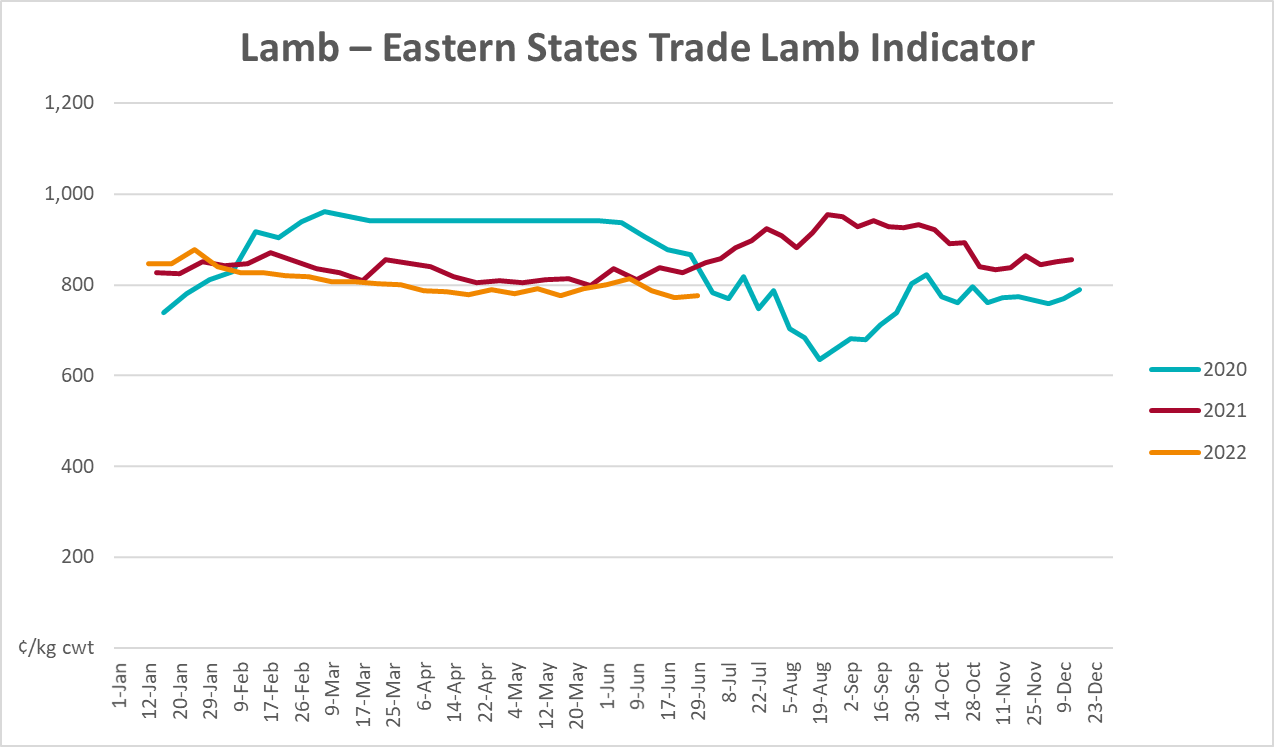 Lamb – Eastern States Trade Lamb Indicator
1,200
1,000
800
600
400
200
¢/kg cwt
1-Jan
12-Jan
20-Jan
29-Jan
9-Feb
17-Feb
26-Feb
9-Mar
17-Mar
25-Mar
6-Apr
14-Apr
22-Apr
4-May
12-May
20-May
1-Jun
9-Jun
17-Jun
29-Jun
8-Jul
22-Jul
5-Aug
19-Aug
2-Sep
16-Sep
30-Sep
14-Oct
28-Oct
11-Nov
25-Nov
9-Dec
23-Dec
2020
2021
2022